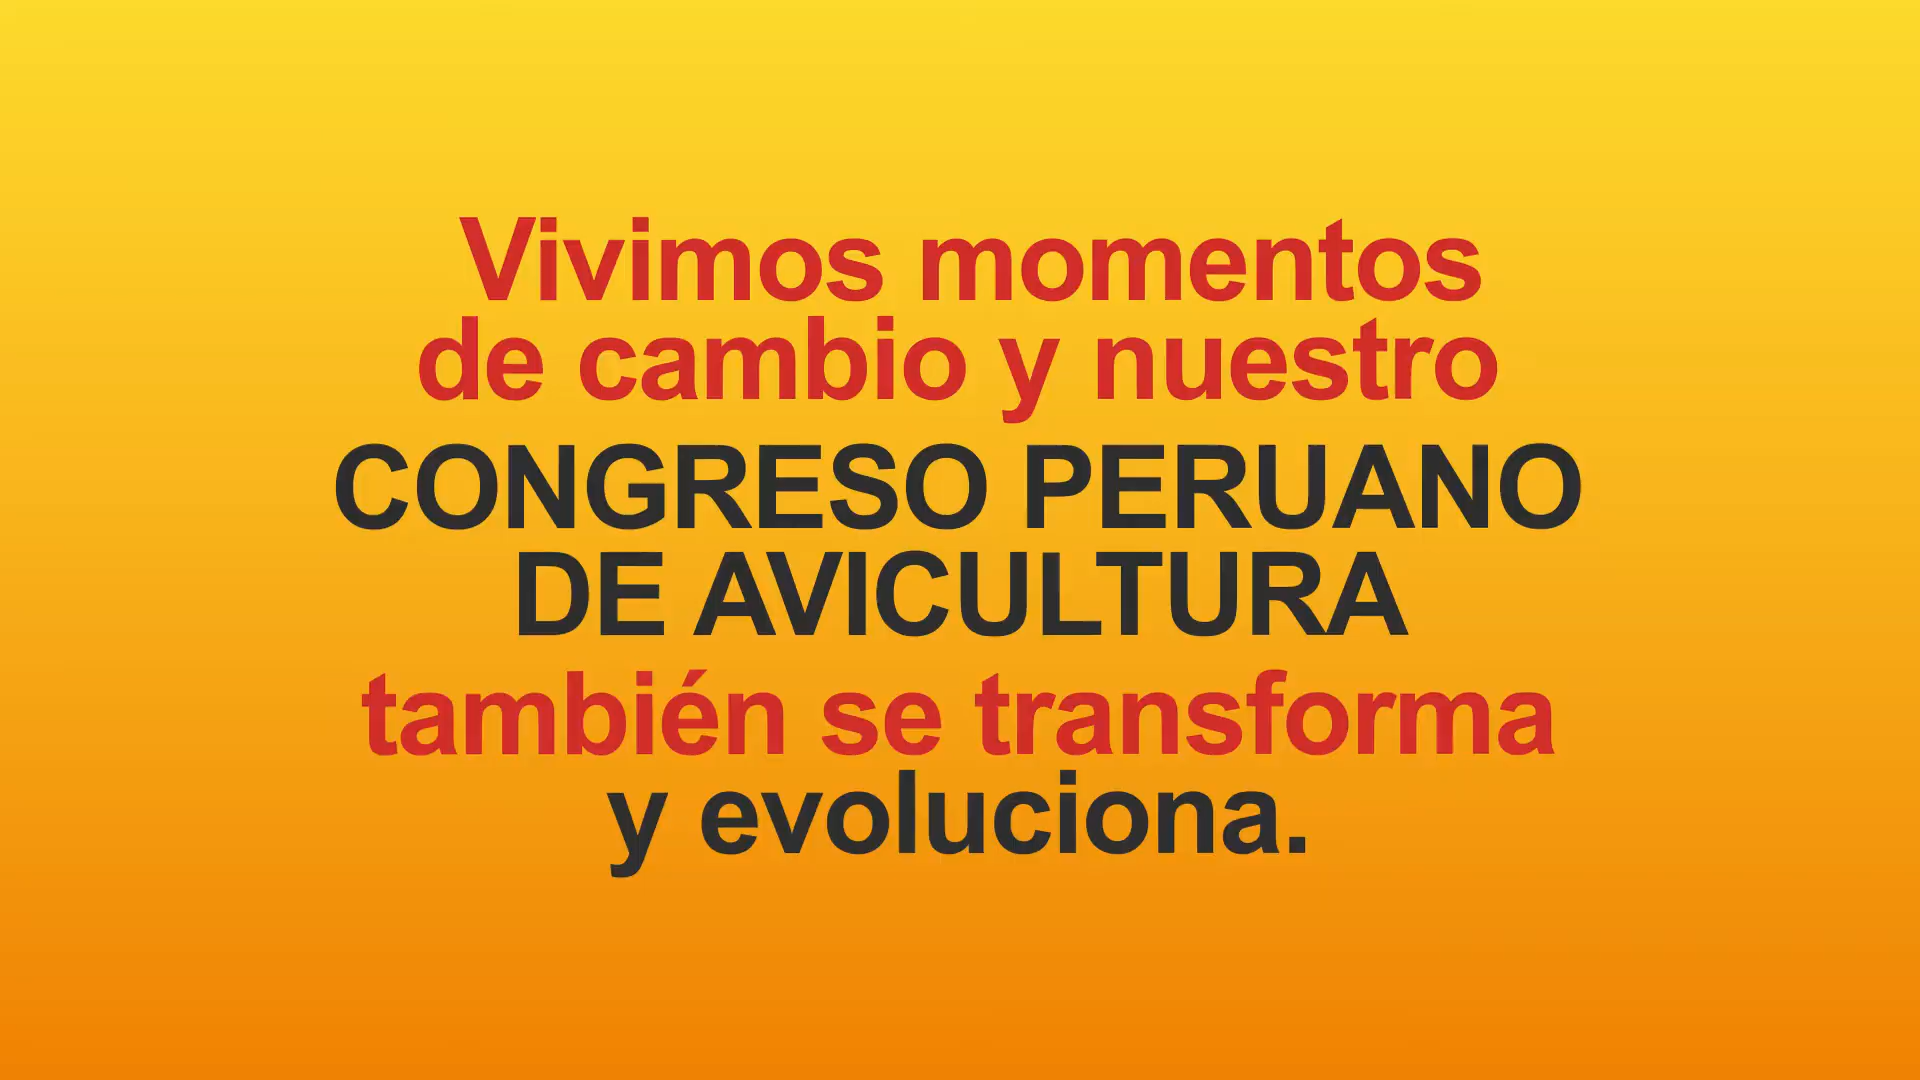 Vivimos momentos
de cambio y nuestro
CONGRESO PERUANO
DE AVICULTURA
también se transforma
y evoluciona.